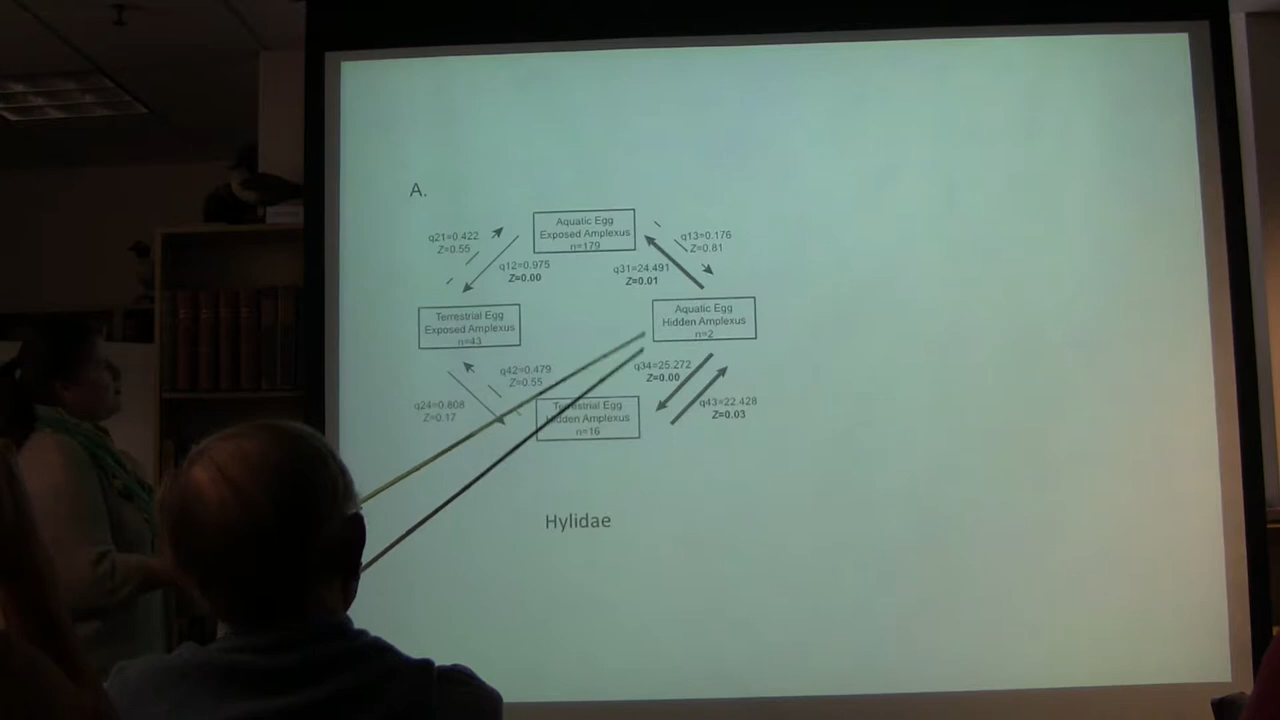 A.
Aquatic Egg
Exposed Amplexus
n=179
q21=0.422
Z=0.55
q13=0.176
Z=0.81
q12=0.975
Z=0.00
q31=24.491
Z=0.01
Terrestrial Egg
Exposed Amplexus
n=43
Aquatic Egg
Hidden Amplexus
n=2
q42=0.479
Z=0.55
q34=25.272
Z=0.00
q24=0.808
Z=0.17
Terrestrial Egg
Hidden Amplexus
n=16
q43=22.428
Z=0.03
Hylidae